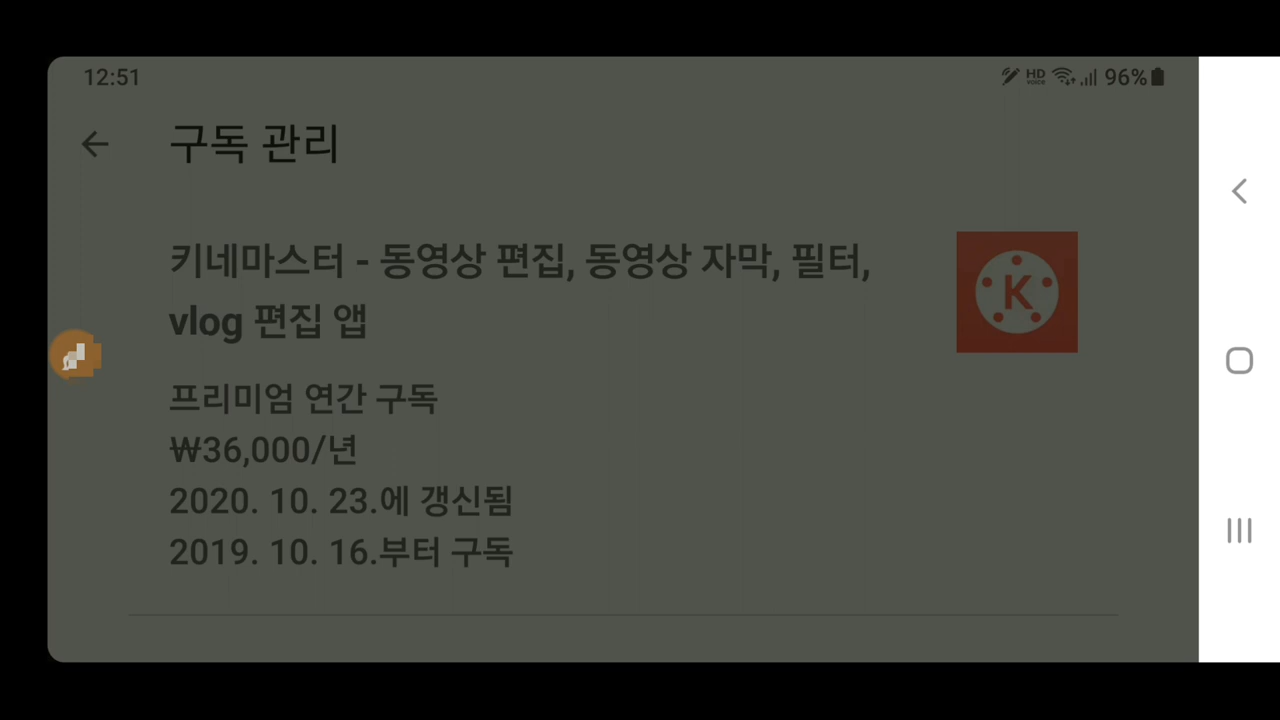 12:51
HD VOICE 96%
구독 관리
키네마스터 - 동영상 편집, 동영상 자막, 필터,
vlog 편집 앱
K
프리미엄 연간 구독
₩36,000/년
2020. 10. 23.에 갱신됨
2019. 10. 16.부터 구독